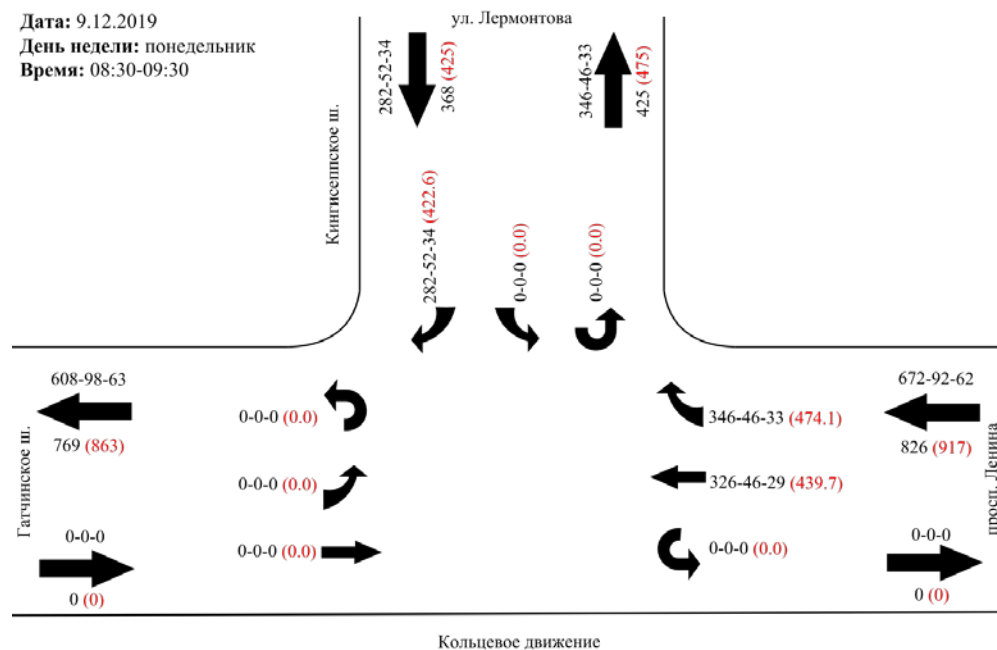 Дата: 9.12.2019
День недели: понедельник
Время: 08:30-09:30
ул. Лермонтова
282-52-34
368 (425)
346-46-33
425 (475)
Кингисеппское ш.
282-52-34 (422.6)
0-0-0 (0.0)
0-0-0 (0.0)
608-98-63
769 (863)
0-0-0 (0.0)
346-46-33 (474.1)
672-92-62
826 (917)
Гатчинское ш.
0-0-0 (0.0)
326-46-29 (439.7)
просп. Ленина
0-0-0
0 (0)
0-0-0 (0.0)
0-0-0 (0.0)
0-0-0
0 (0)
Кольцевое движение